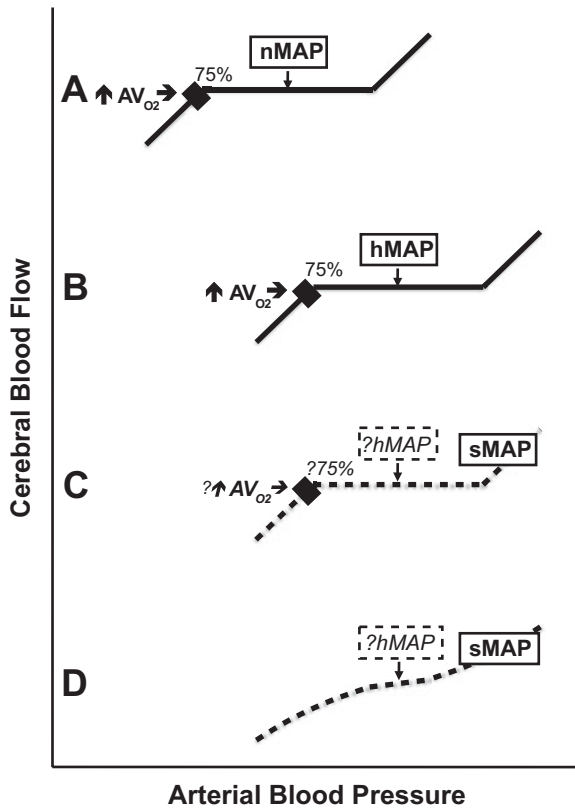 nMAP
75%
A ↑ AVO2 →
hMAP
75%
B ↑ AVO2 →
?hMAP sMAP
?75%
C ?↑ AVO2 →
?hMAP
sMAP
D
Cerebral Blood Flow
Arterial Blood Pressure